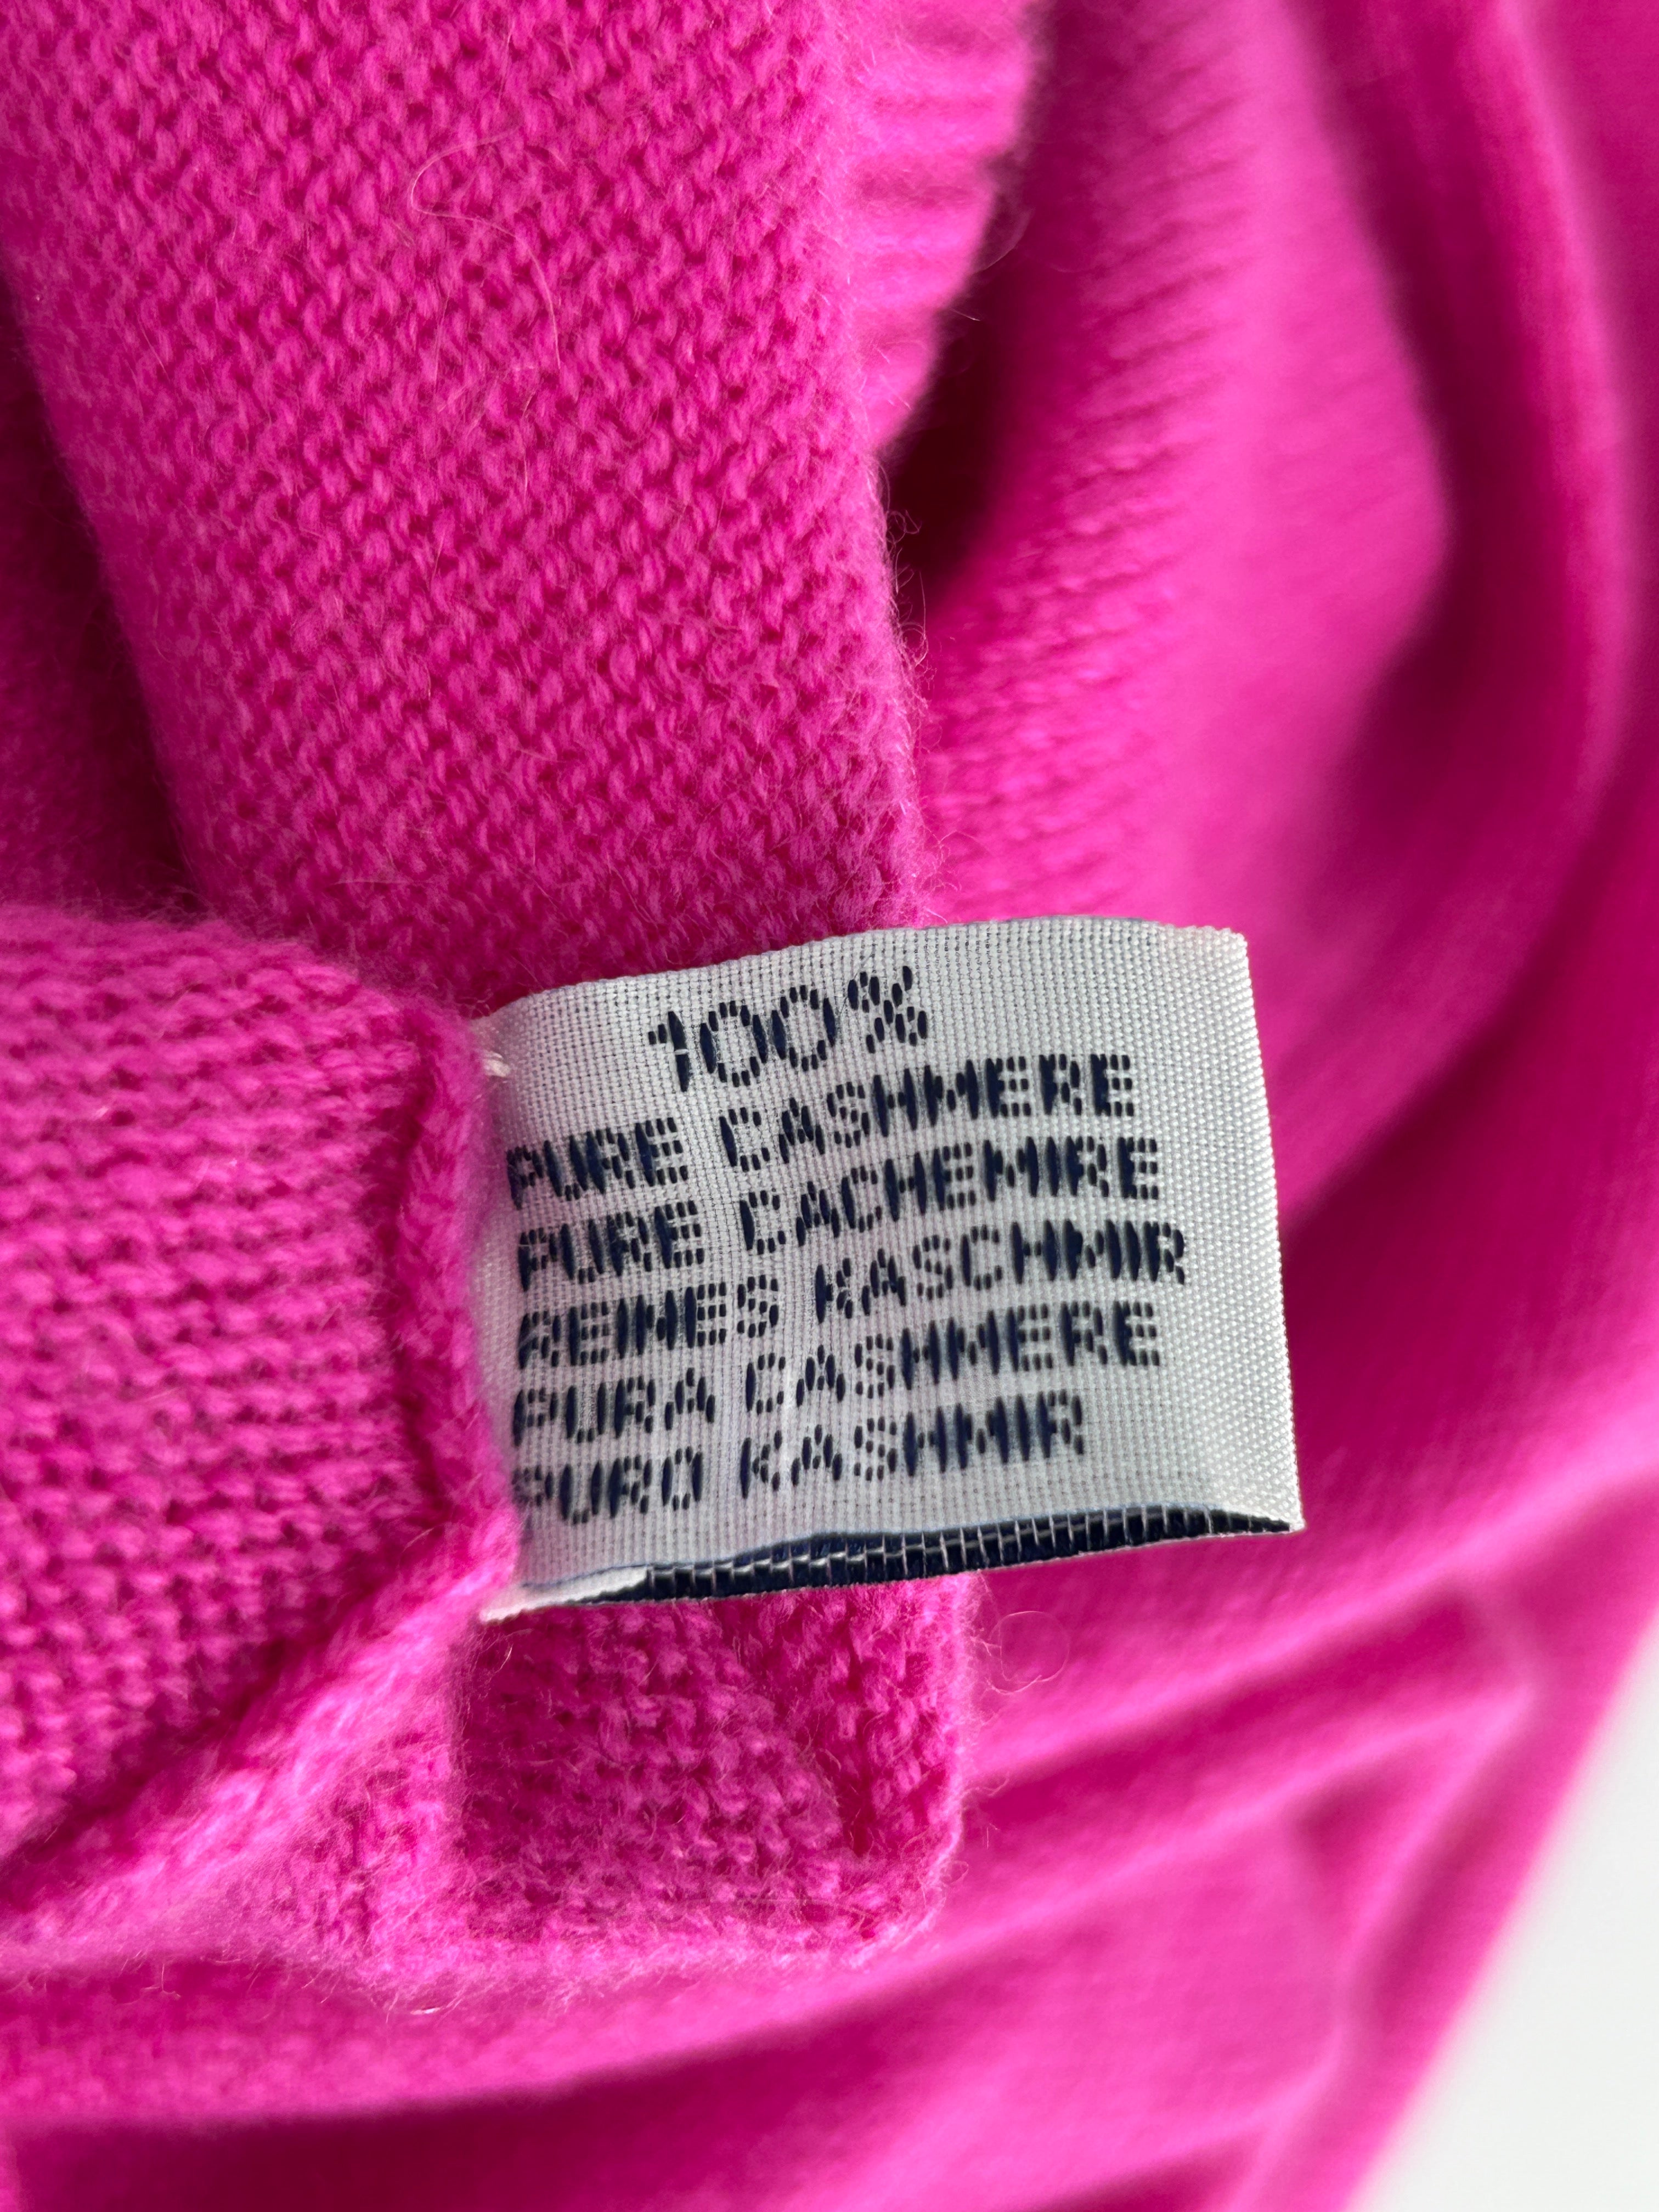 100%
PURE CASHMERE
PURE CACHEMIRE
REINES KASCHMIR
PURA CASHMERE
PURO KASHMIR